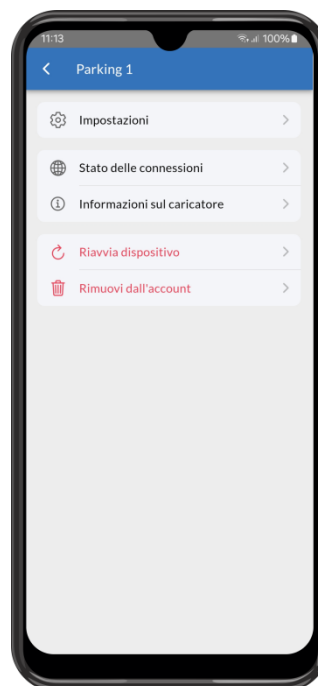 11:13 100%
Parking 1
Impostazioni
Stato delle connessioni
Informazioni sul caricatore
Riavvia dispositivo
Rimuovi dall'account